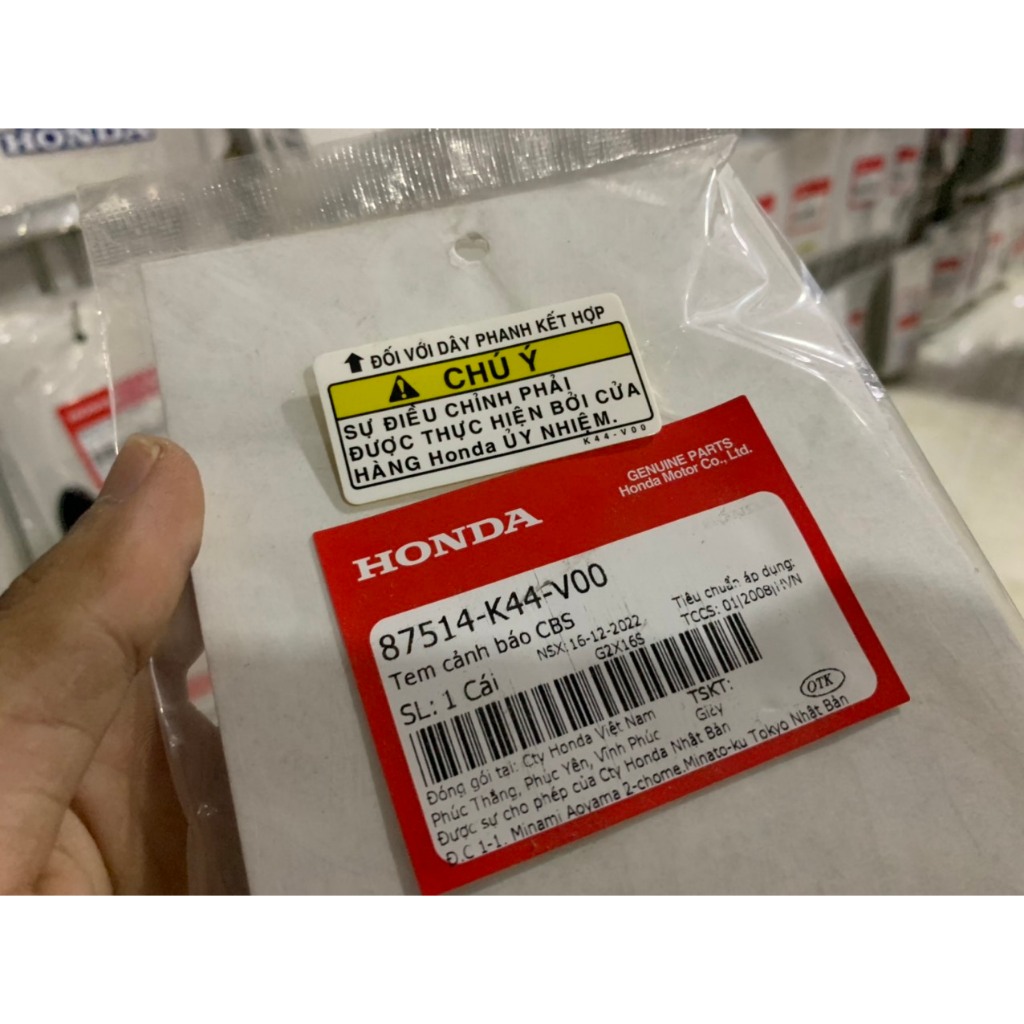 HONDA
ĐỐI VỚI DÂY PHANH KẾT HỢP
CHÚ Ý
SỰ ĐIỀU CHỈNH PHẢI
ĐƯỢC THỰC HIỆN BỞI CỬA
HÀNG Honda ỦY NHIỆM.
K44-V00
GENUINE PARTS
Honda Motor Co., Ltd.
HONDA
87514-K44-V00
Tem cảnh báo CBS
NSX: 16-12-2022
Tiêu chuẩn áp dụng:
TCCS: 01|2008|HVN
SL: 1 Cái
G2X16S
TSKT:
Giấy
OTK
Đóng gói tại: Cty Honda Việt Nam
Phúc Thắng, Phúc Yên, Vĩnh Phúc
Được sự cho phép của Cty Honda Nhật Bản
Đ.C 1-1. Minami Aoyama 2-chome.Minato-ku Tokyo Nhật Bản